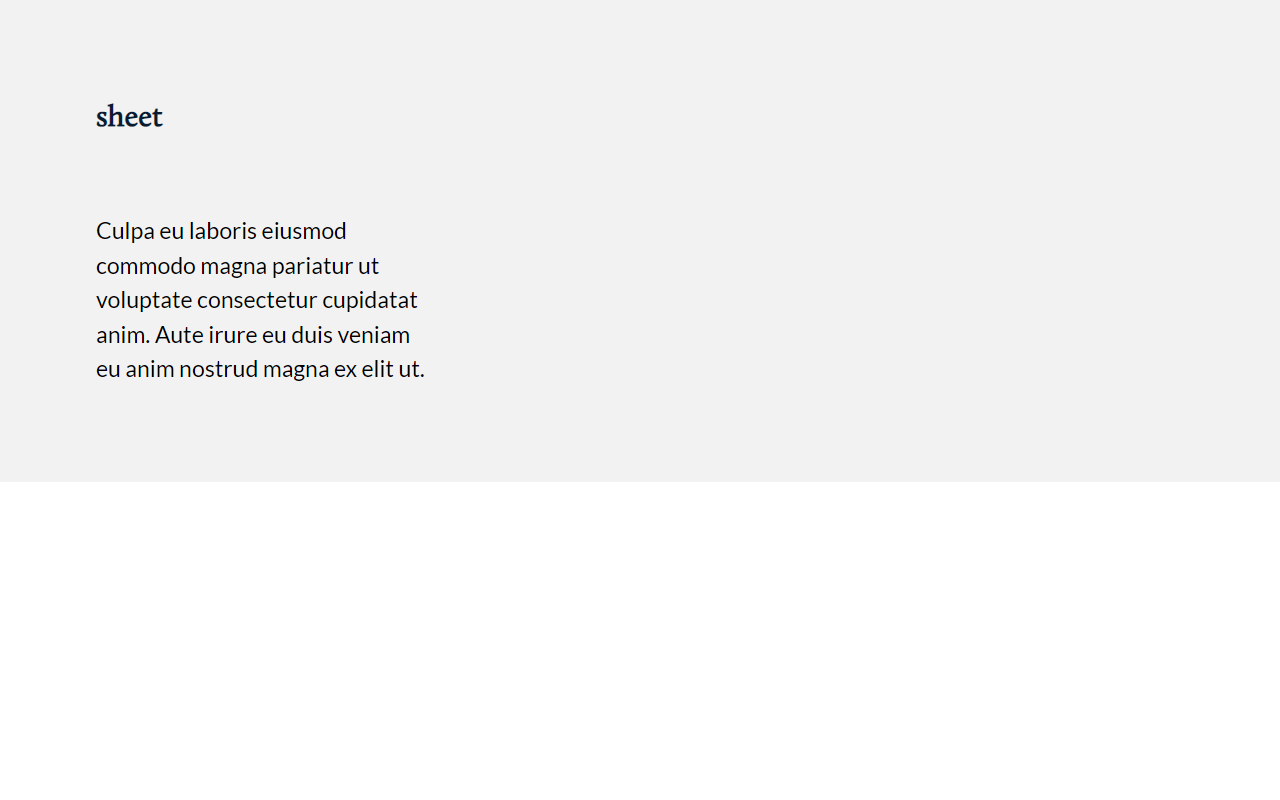 sheet
Culpa eu laboris eiusmod
commodo magna pariatur ut
voluptate consectetur cupidatat
anim. Aute irure eu duis veniam
eu anim nostrud magna ex elit ut.